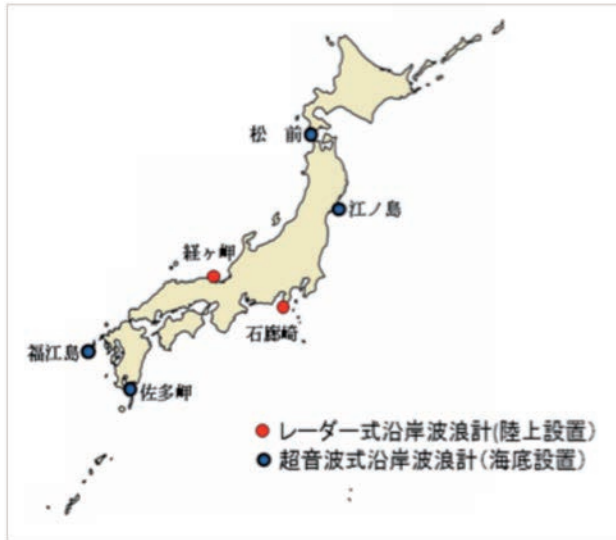 松 前
江ノ島
経ヶ岬
石廊崎
福江島
佐多岬
レーダー式沿岸波浪計(陸上設置)
超音波式沿岸波浪計(海底設置)